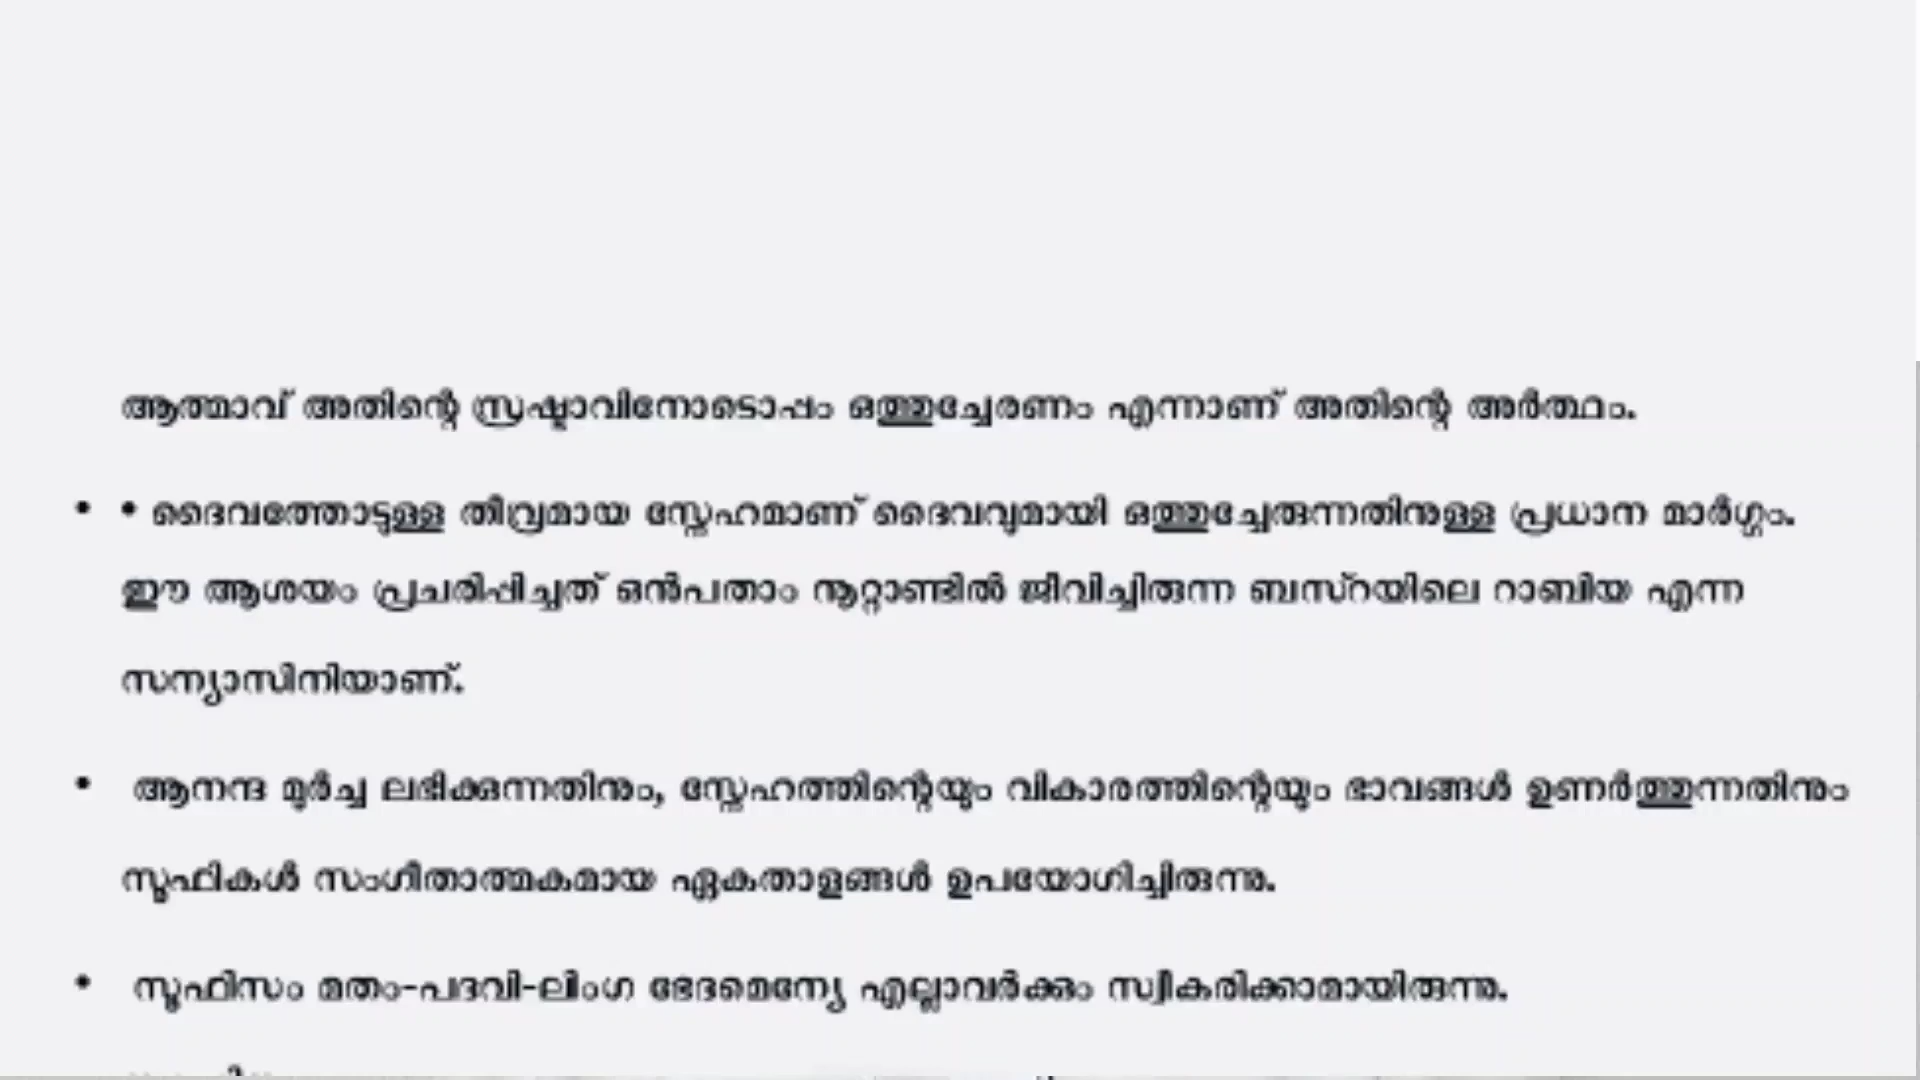 ആത്മാവ് അതിന്റെ സ്രഷ്ടാവിനോടൊപ്പം ഒത്തുച്ചേരണം എന്നാണ് അതിന്റെ അർത്ഥം.
• • ദൈവത്തോടുള്ള തീവ്രമായ സ്നേഹമാണ് ദൈവവുമായി ഒത്തുച്ചേരുന്നതിനുള്ള പ്രധാന മാർഗ്ഗം.
ഈ ആശയം പ്രചരിപ്പിച്ചത് ഒൻപതാം നൂറ്റാണ്ടിൽ ജീവിച്ചിരുന്ന ബസ്റയിലെ റാബിയ എന്ന
സന്യാസിനിയാണ്.
• ആനന്ദ മൂർച്ച ലഭിക്കുന്നതിനും, സ്നേഹത്തിന്റെയും വികാരത്തിന്റെയും ഭാവങ്ങൾ ഉണർത്തുന്നതിനും
സൂഫികൾ സംഗീതാത്മകമായ ഏകതാളങ്ങൾ ഉപയോഗിച്ചിരുന്നു.
• സൂഫിസം മതം-പദവി-ലിംഗ ഭേദമെന്യേ എല്ലാവർക്കും സ്വീകരിക്കാമായിരുന്നു.